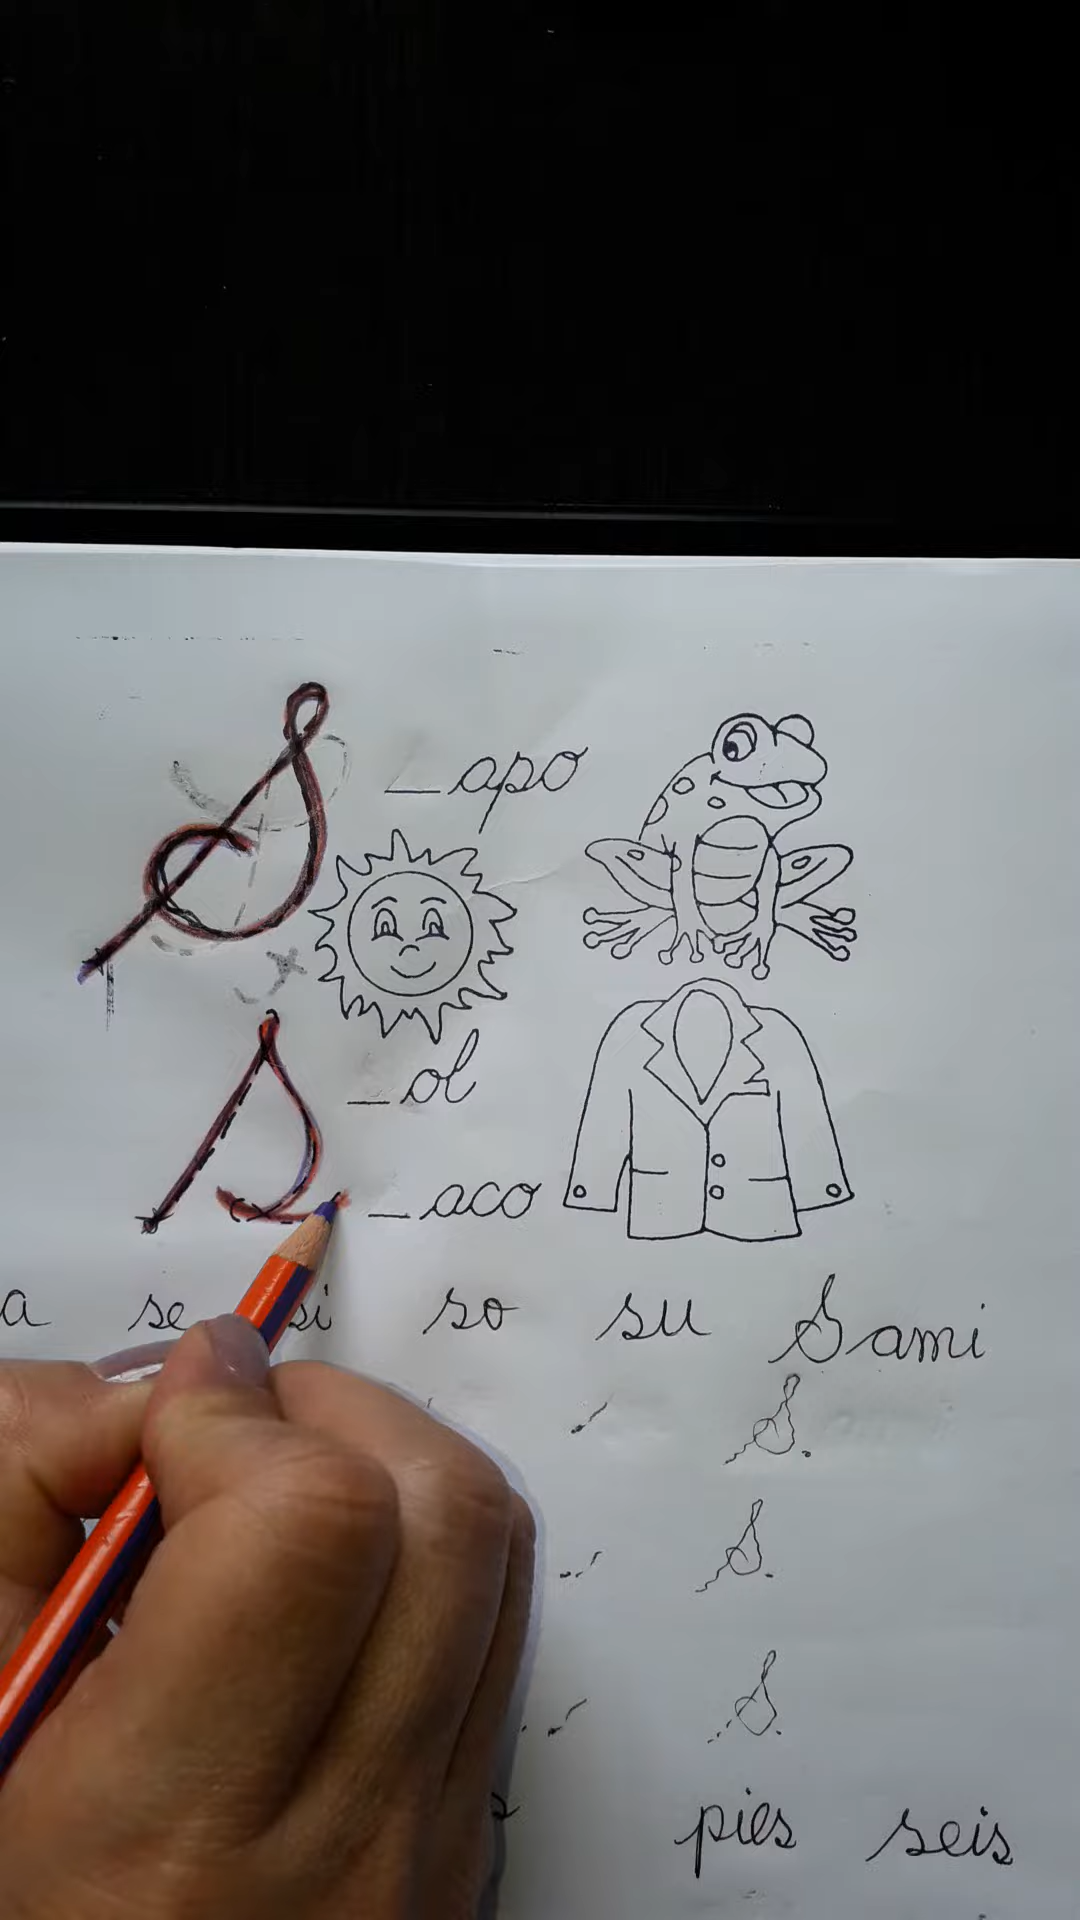 S _apo
s _ol
_aco
a se si so su Sami
S.
S.
S.
pies seis